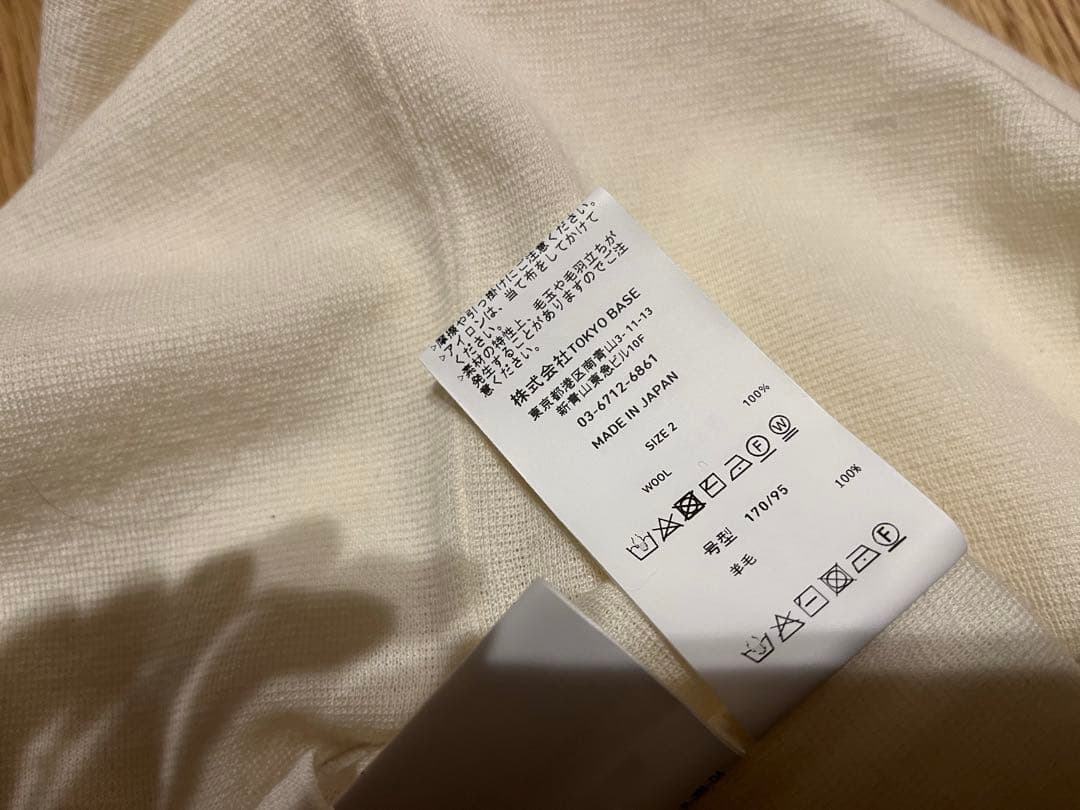 >摩擦や引っ掛けにご注意ください。
>アイロンは、当て布をしてかけて
ください。
>素材の特性上、毛玉や毛羽立ちが
発生することがありますのでご注
意ください。
株式会社TOKYO BASE
東京都港区南青山3-11-13
新青山東急ビル10F
03-6712-6861
MADE IN JAPAN
SIZE 2
WOOL 100%
F W
号型 170/95
羊毛 100%
F